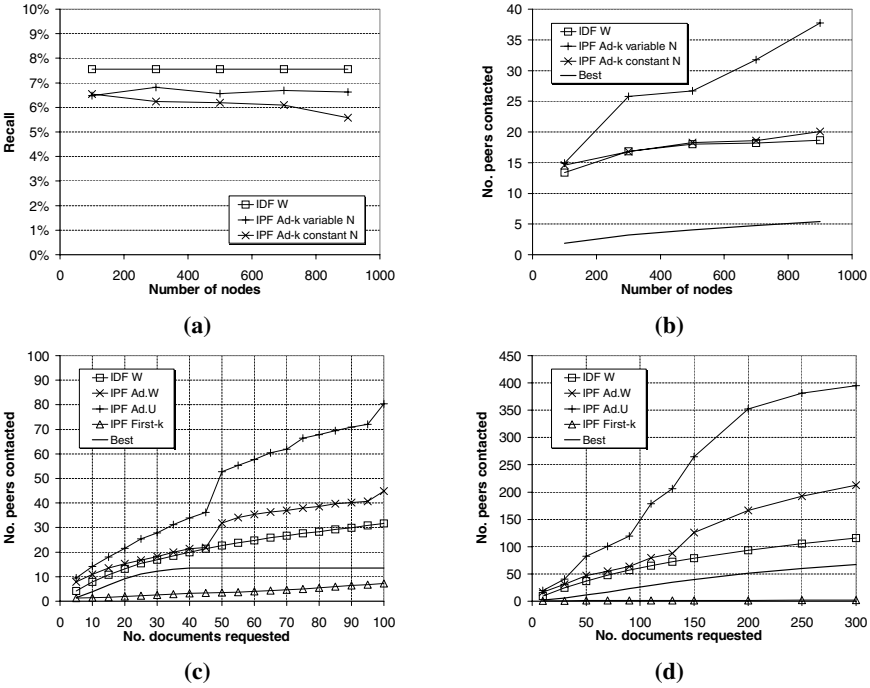 10%
9%
8%
7%
6%
5%
4%
3%
2%
1%
0%
Recall
IDF W
IPF Ad-k variable N
IPF Ad-k constant N
0 200 400 600 800 1000
Number of nodes
(a)
40
35
30
25
20
15
10
5
0
No. peers contacted
IDF W
IPF Ad-k variable N
IPF Ad-k constant N
Best
0 200 400 600 800 1000
Number of nodes
(b)
100
90
80
70
60
50
40
30
20
10
0
No. peers contacted
IDF W
IPF Ad.W
IPF Ad.U
IPF First-k
Best
0 10 20 30 40 50 60 70 80 90 100
No. documents requested
(c)
450
400
350
300
250
200
150
100
50
0
No. peers contacted
IDF W
IPF Ad.W
IPF Ad.U
IPF First-k
Best
0 50 100 150 200 250 300
No. documents requested
(d)